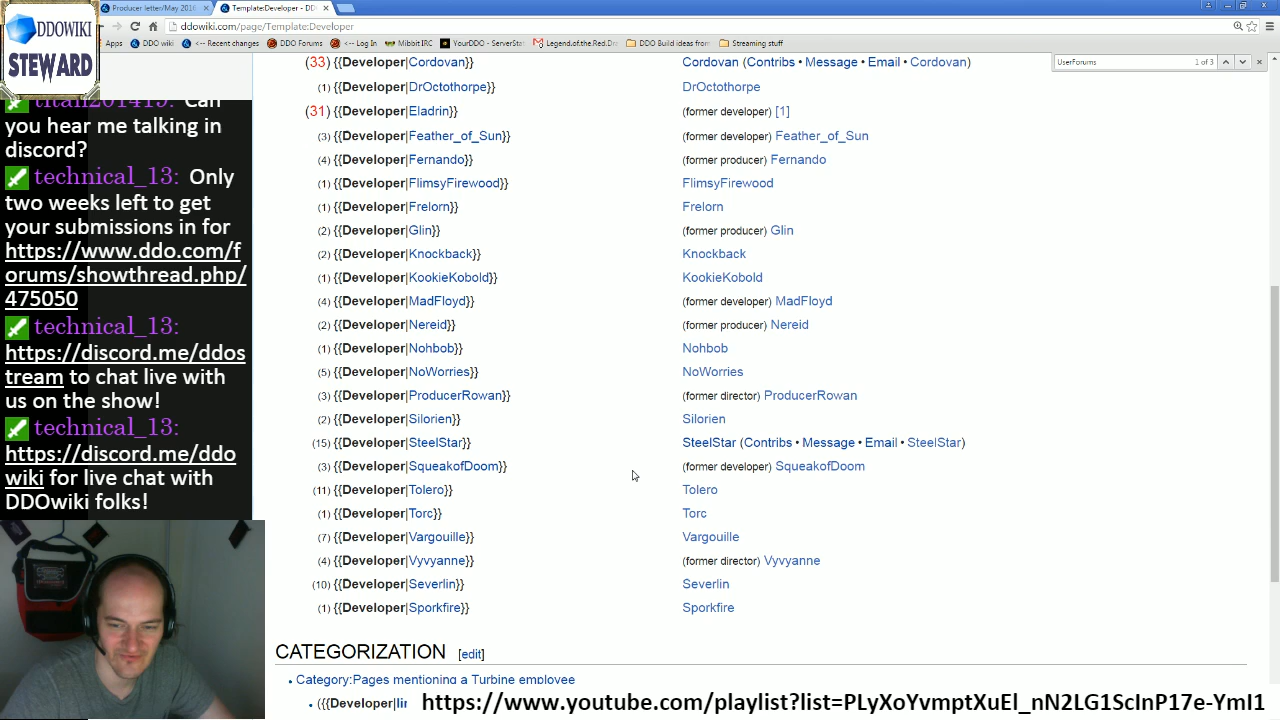 Producer letter/May 2016
Template:Developer - DDO
ddowiki.com/page/Template:Developer
Apps
DDO wiki
<-- Recent changes
DDO Forums
<-- Log In
Mibbit IRC
YourDDO - ServerSta
Legend.of.the.Red.Dra
DDO Build ideas from
Streaming stuff
UserForums
1 of 3
DDOWIKI
STEWARD
titan201419: Can
you hear me talking in
discord?
technical_13: Only
two weeks left to get
your submissions in for
https://www.ddo.com/f
orums/showthread.php/
475050
technical_13:
https://discord.me/ddos
tream to chat live with
us on the show!
technical_13:
https://discord.me/ddo
wiki for live chat with
DDOwiki folks!
(33) {{Developer|Cordovan}} Cordovan (Contribs • Message • Email • Cordovan)
(1) {{Developer|DrOctothorpe}} DrOctothorpe
(31) {{Developer|Eladrin}} (former developer) [1]
(3) {{Developer|Feather_of_Sun}} (former developer) Feather_of_Sun
(4) {{Developer|Fernando}} (former producer) Fernando
(1) {{Developer|FlimsyFirewood}} FlimsyFirewood
(1) {{Developer|Frelorn}} Frelorn
(2) {{Developer|Glin}} (former producer) Glin
(2) {{Developer|Knockback}} Knockback
(1) {{Developer|KookieKobold}} KookieKobold
(4) {{Developer|MadFloyd}} (former developer) MadFloyd
(2) {{Developer|Nereid}} (former producer) Nereid
(1) {{Developer|Nohbob}} Nohbob
(5) {{Developer|NoWorries}} NoWorries
(3) {{Developer|ProducerRowan}} (former director) ProducerRowan
(2) {{Developer|Silorien}} Silorien
(15) {{Developer|SteelStar}} SteelStar (Contribs • Message • Email • SteelStar)
(3) {{Developer|SqueakofDoom}} (former developer) SqueakofDoom
(11) {{Developer|Tolero}} Tolero
(1) {{Developer|Torc}} Torc
(7) {{Developer|Vargouille}} Vargouille
(4) {{Developer|Vyvyanne}} (former director) Vyvyanne
(10) {{Developer|Severlin}} Severlin
(1) {{Developer|Sporkfire}} Sporkfire
CATEGORIZATION [edit]
• Category:Pages mentioning a Turbine employee
• ({{Developer|lin
https://www.youtube.com/playlist?list=PLyXoYvmptXuEl_nN2LG1ScInP17e-YmI1